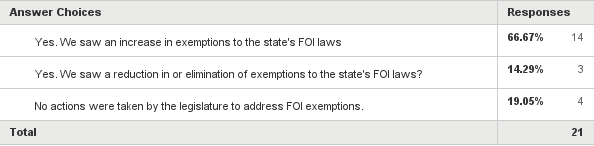 Answer Choices Responses
Yes. We saw an increase in exemptions to the state's FOI laws 66.67% 14
Yes. We saw a reduction in or elimination of exemptions to the state's FOI laws? 14.29% 3
No actions were taken by the legislature to address FOI exemptions. 19.05% 4
Total 21